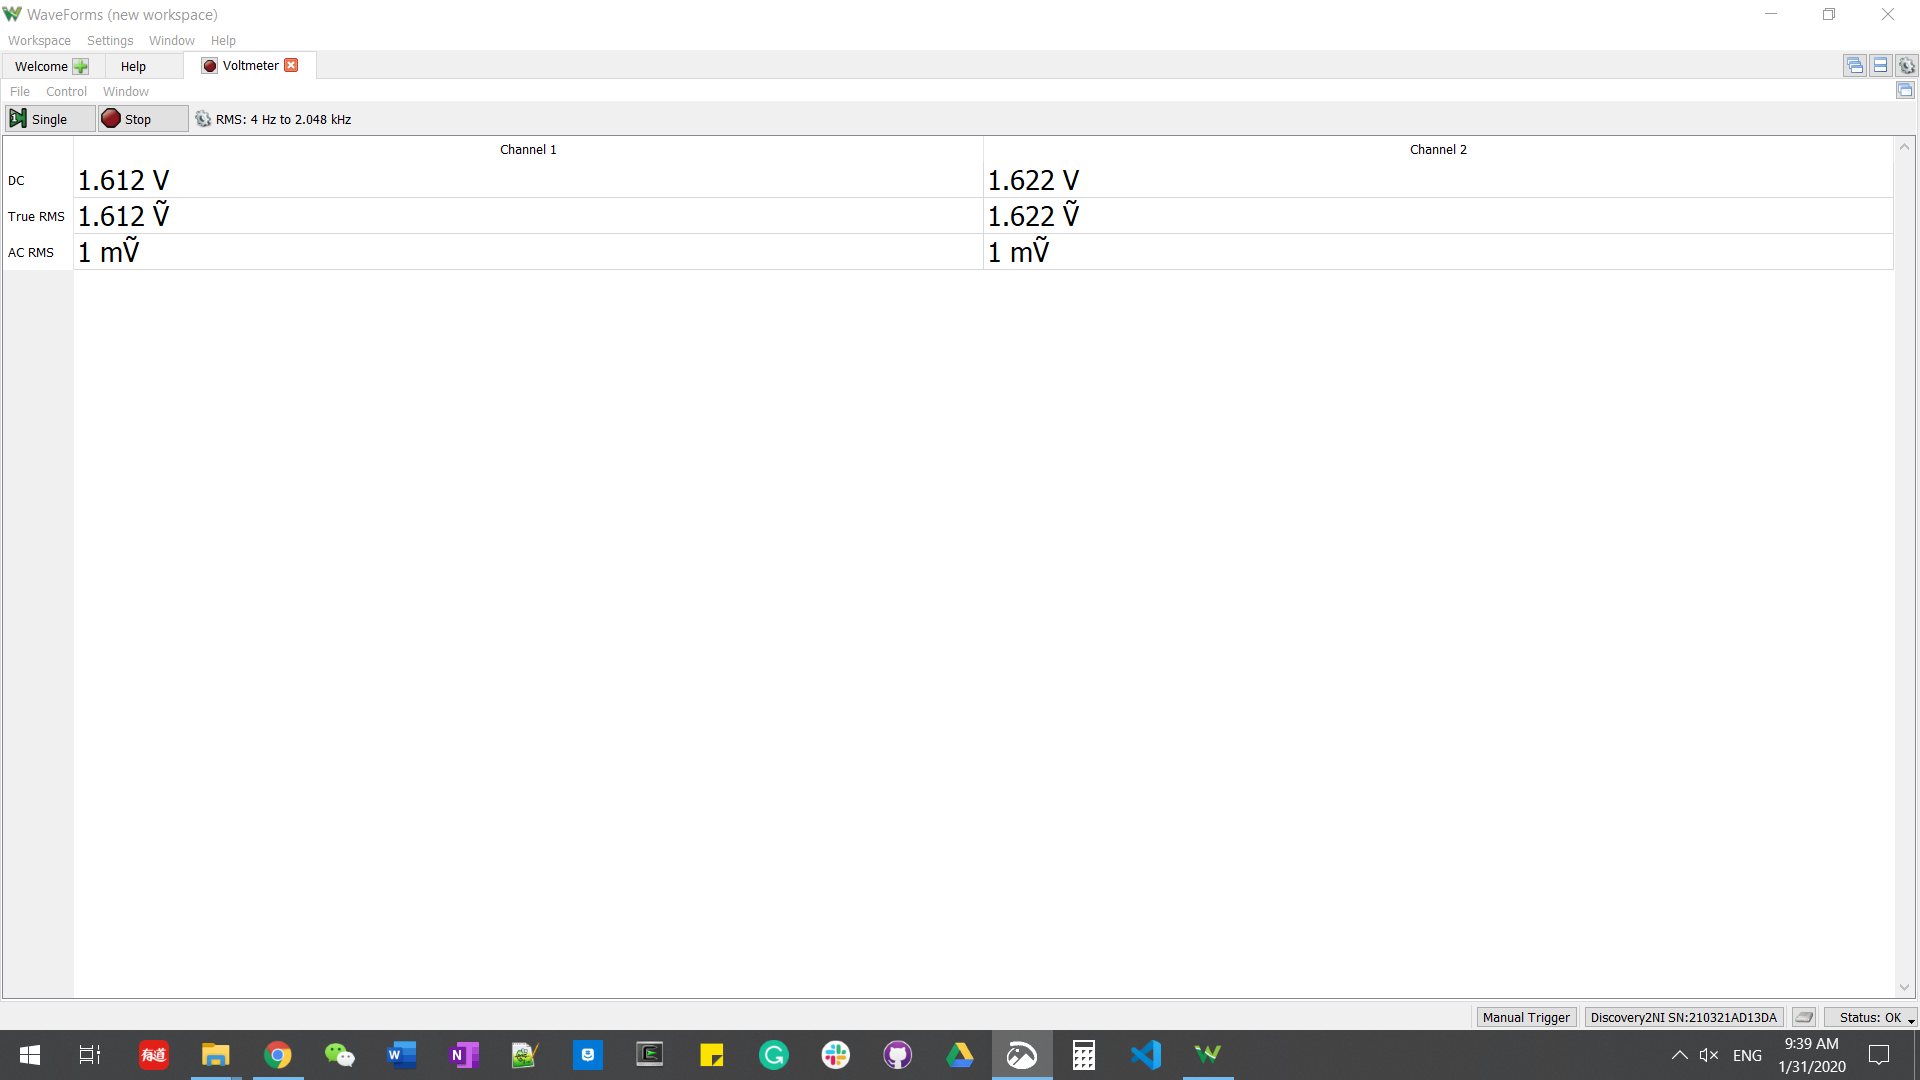 WaveForms (new workspace)
Workspace Settings Window Help
Welcome Help Voltmeter
File Control Window
Single Stop RMS: 4 Hz to 2.048 kHz
Channel 1 Channel 2
DC 1.612 V 1.622 V
True RMS 1.612 Ṽ 1.622 Ṽ
AC RMS 1 mṼ 1 mṼ
Manual Trigger Discovery2NI SN:210321AD13DA Status: OK
有道
ENG
9:39 AM
1/31/2020